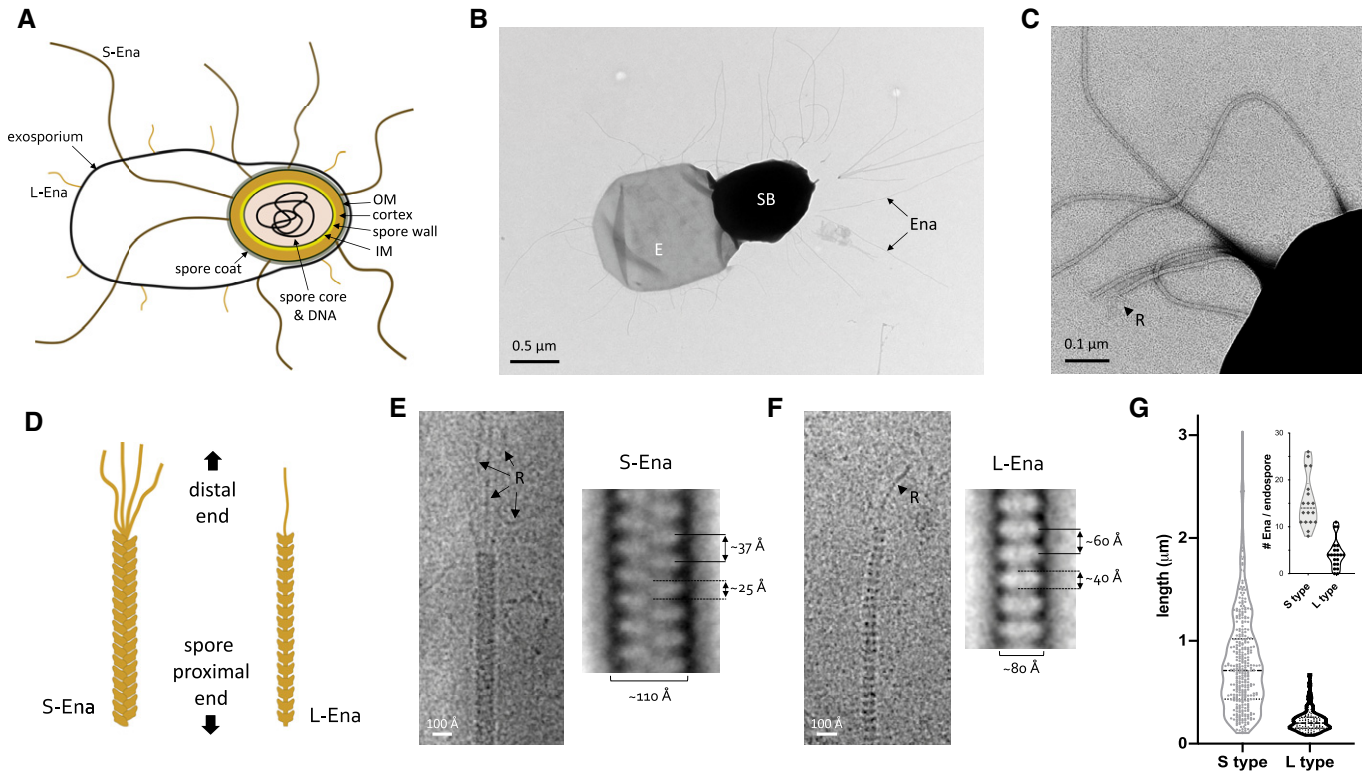 A
S-Ena
exosporium
L-Ena
OM
cortex
spore wall
IM
spore coat
spore core
& DNA
B
SB
E
Ena
0.5 μm
C
R
0.1 μm
D
distal
end
spore
proximal
end
S-Ena
L-Ena
E
R
100 Å
S-Ena
~37 Å
~25 Å
~110 Å
F
R
100 Å
L-Ena
~60 Å
~40 Å
~80 Å
G
length (μm)
3
2
1
0
S type
L type
# Ena / endospore
30
20
10
0
S type
L type